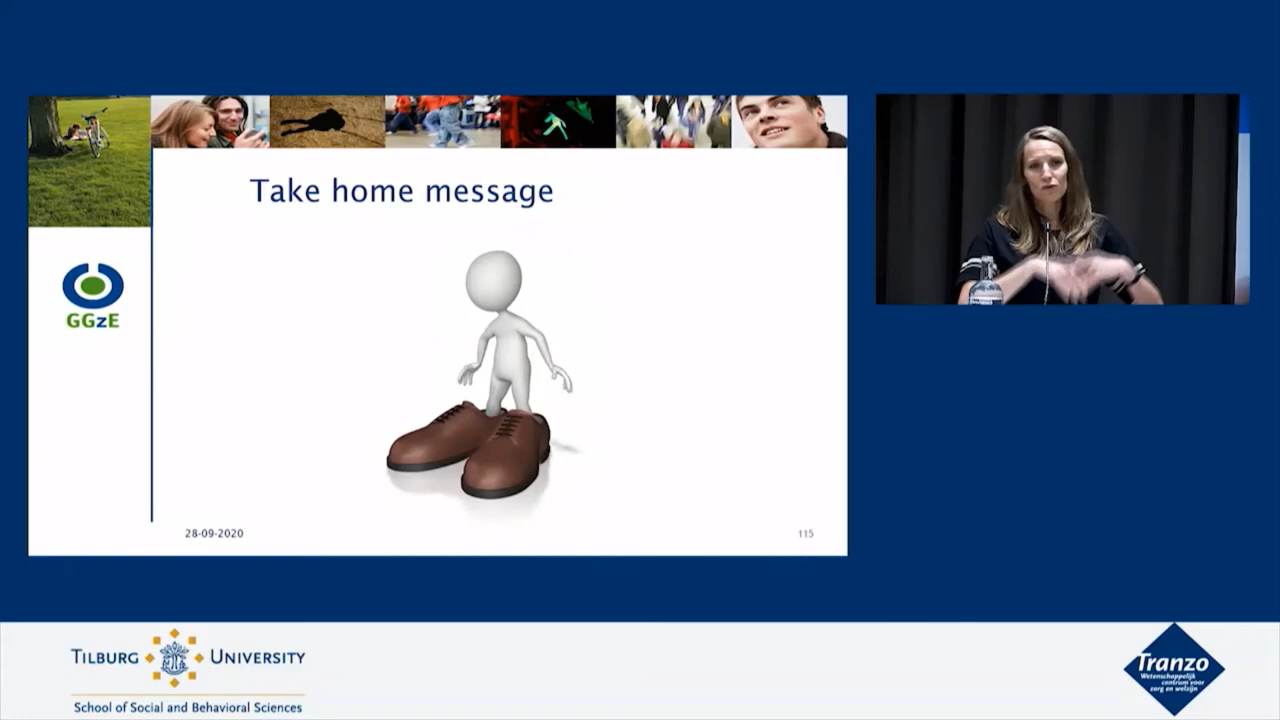 Take home message
GGzE
28-09-2020
115
TILBURG UNIVERSITY
School of Social and Behavioral Sciences
Tranzo
Wetenschappelijk
centrum voor
zorg en welzijn